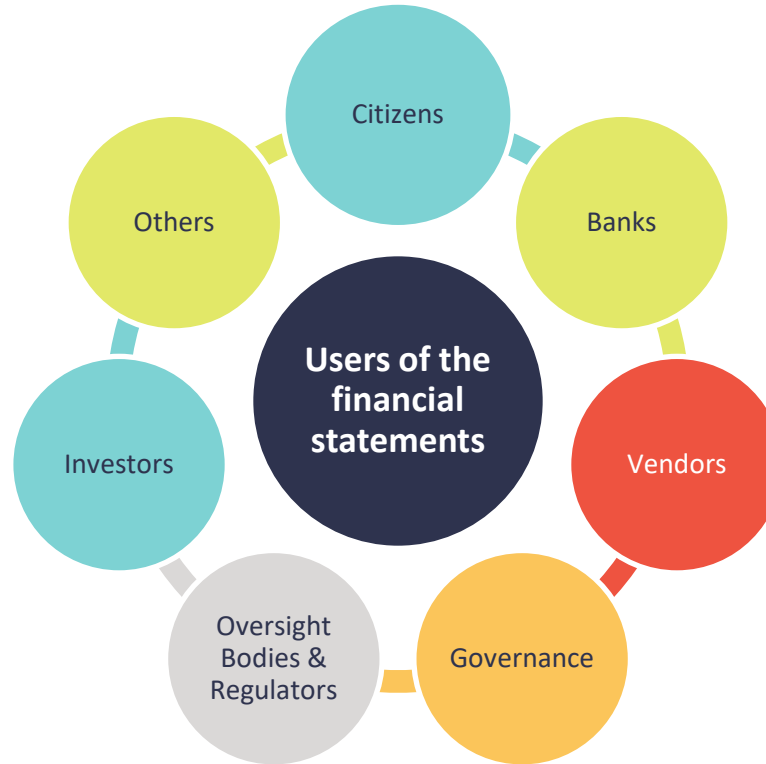 Citizens
Banks
Vendors
Governance
Oversight
Bodies &
Regulators
Investors
Others
Users of the
financial
statements